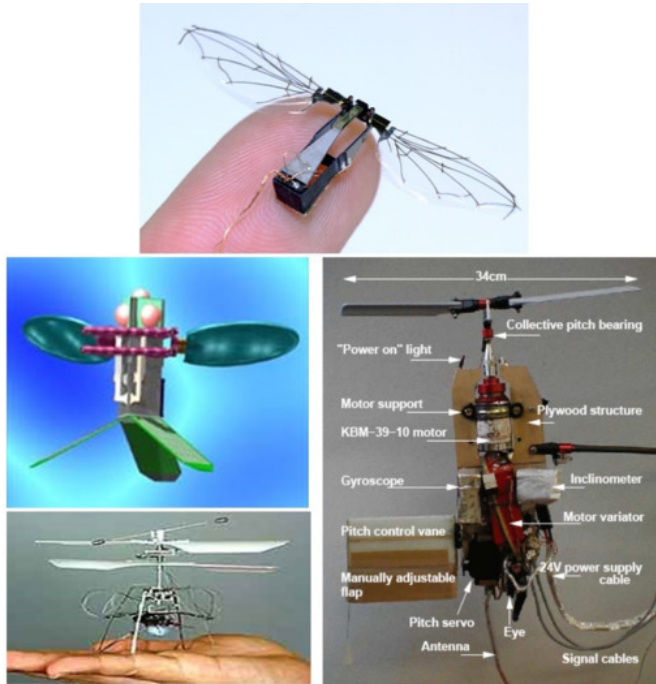 34cm
Collective pitch bearing
"Power on" light
Motor support
Plywood structure
KBM-39-10 motor
Gyroscope
Inclinometer
Motor variator
Pitch control vane
24V power supply
cable
Manually adjustable
flap
Pitch servo
Eye
Antenna
Signal cables